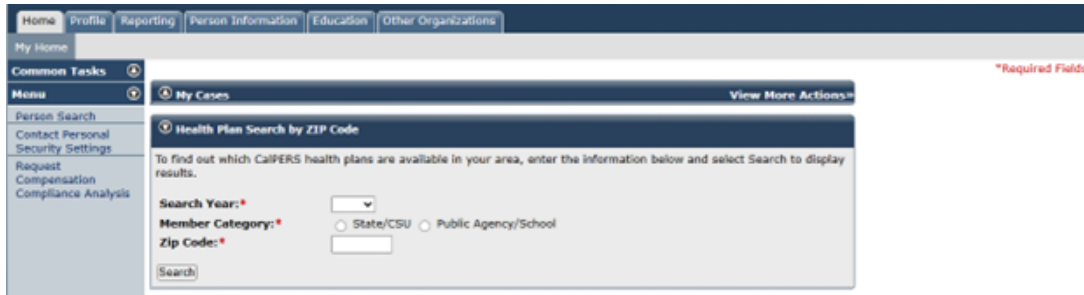 Home Profile Reporting Person Information Education Other Organizations
My Home
Common Tasks
*Required Fields
Menu
My Cases View More Actions»
Person Search
Contact Personal
Security Settings
Request
Compensation
Compliance Analysis
Health Plan Search by ZIP Code
To find out which CalPERS health plans are available in your area, enter the information below and select Search to display
results.
Search Year:*
Member Category:* State/CSU Public Agency/School
Zip Code:*
Search